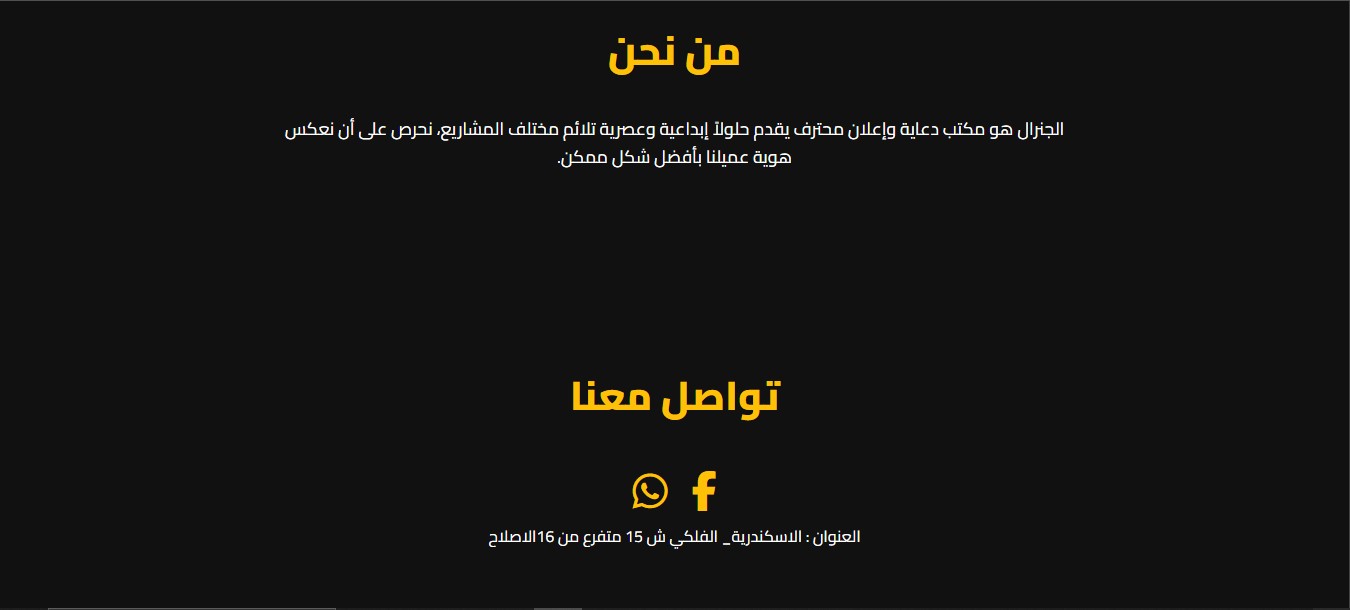 من نحن
الجنرال هو مكتب دعاية وإعلان محترف يقدم حلولاً إبداعية وعصرية تلائم مختلف المشاريع، نحرص على أن نعكس
هوية عميلنا بأفضل شكل ممكن.
تواصل معنا
العنوان : الاسكندرية_ الفلكي ش 15 متفرع من 16الاصلاح